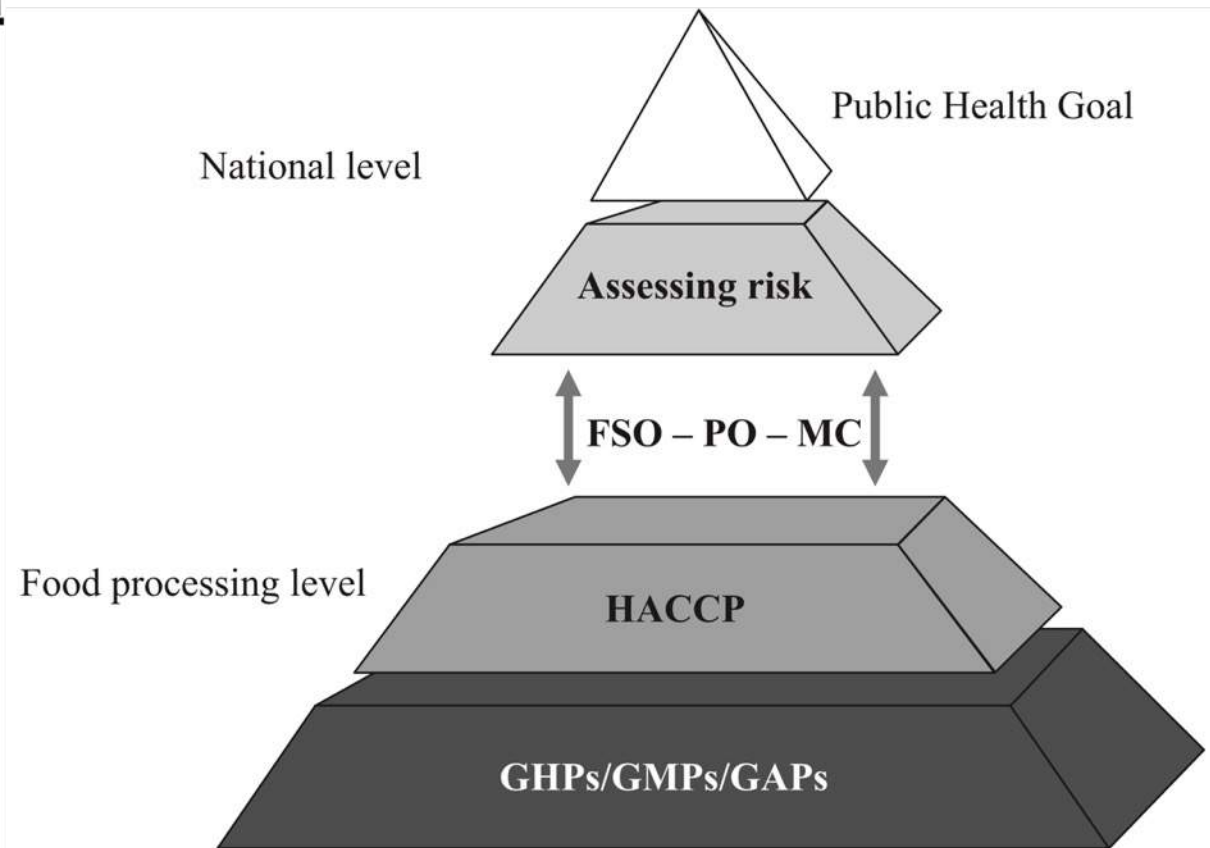 Public Health Goal
National level
Assessing risk
FSO – PO – MC
Food processing level
HACCP
GHPs/GMPs/GAPs